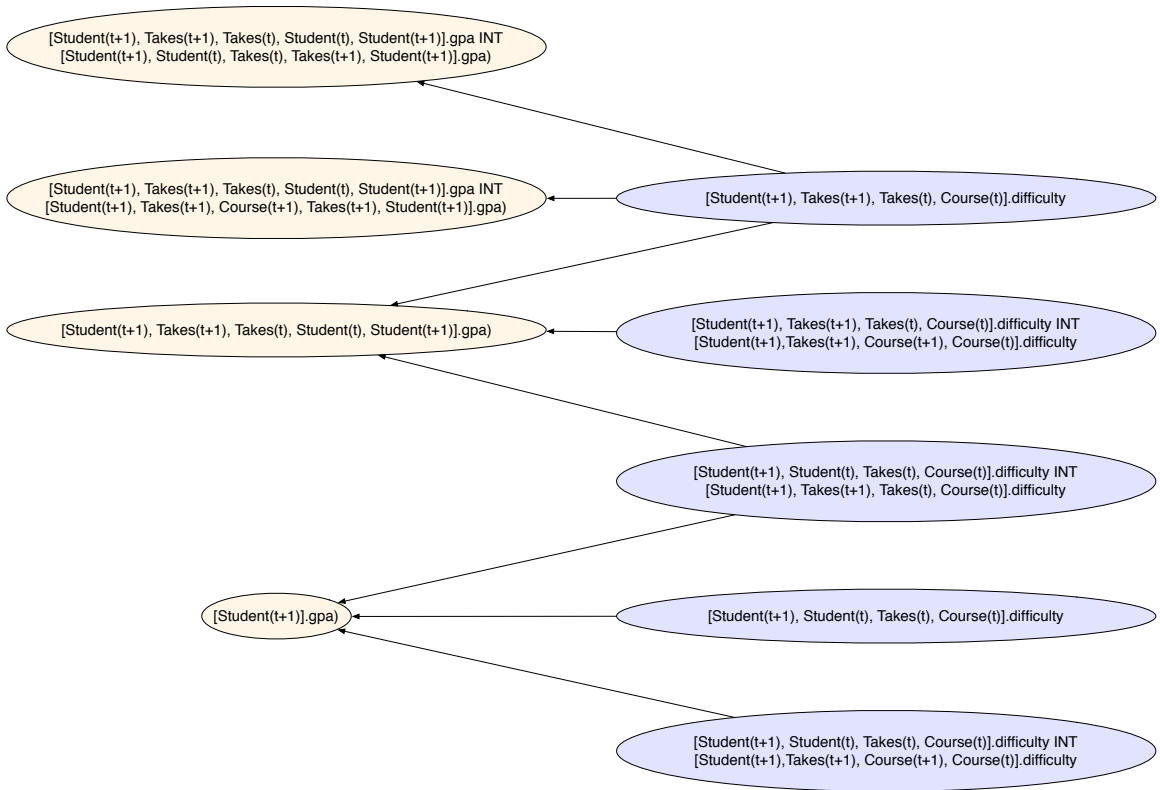 [Student(t+1), Takes(t+1), Takes(t), Student(t), Student(t+1)].gpa INT
[Student(t+1), Student(t), Takes(t), Takes(t+1), Student(t+1)].gpa)
[Student(t+1), Takes(t+1), Takes(t), Student(t), Student(t+1)].gpa INT
[Student(t+1), Takes(t+1), Course(t+1), Takes(t+1), Student(t+1)].gpa)
[Student(t+1), Takes(t+1), Takes(t), Course(t)].difficulty
[Student(t+1), Takes(t+1), Takes(t), Student(t), Student(t+1)].gpa)
[Student(t+1), Takes(t+1), Takes(t), Course(t)].difficulty INT
[Student(t+1),Takes(t+1), Course(t+1), Course(t)].difficulty
[Student(t+1), Student(t), Takes(t), Course(t)].difficulty INT
[Student(t+1), Takes(t+1), Takes(t), Course(t)].difficulty
[Student(t+1)].gpa)
[Student(t+1), Student(t), Takes(t), Course(t)].difficulty
[Student(t+1), Student(t), Takes(t), Course(t)].difficulty INT
[Student(t+1),Takes(t+1), Course(t+1), Course(t)].difficulty